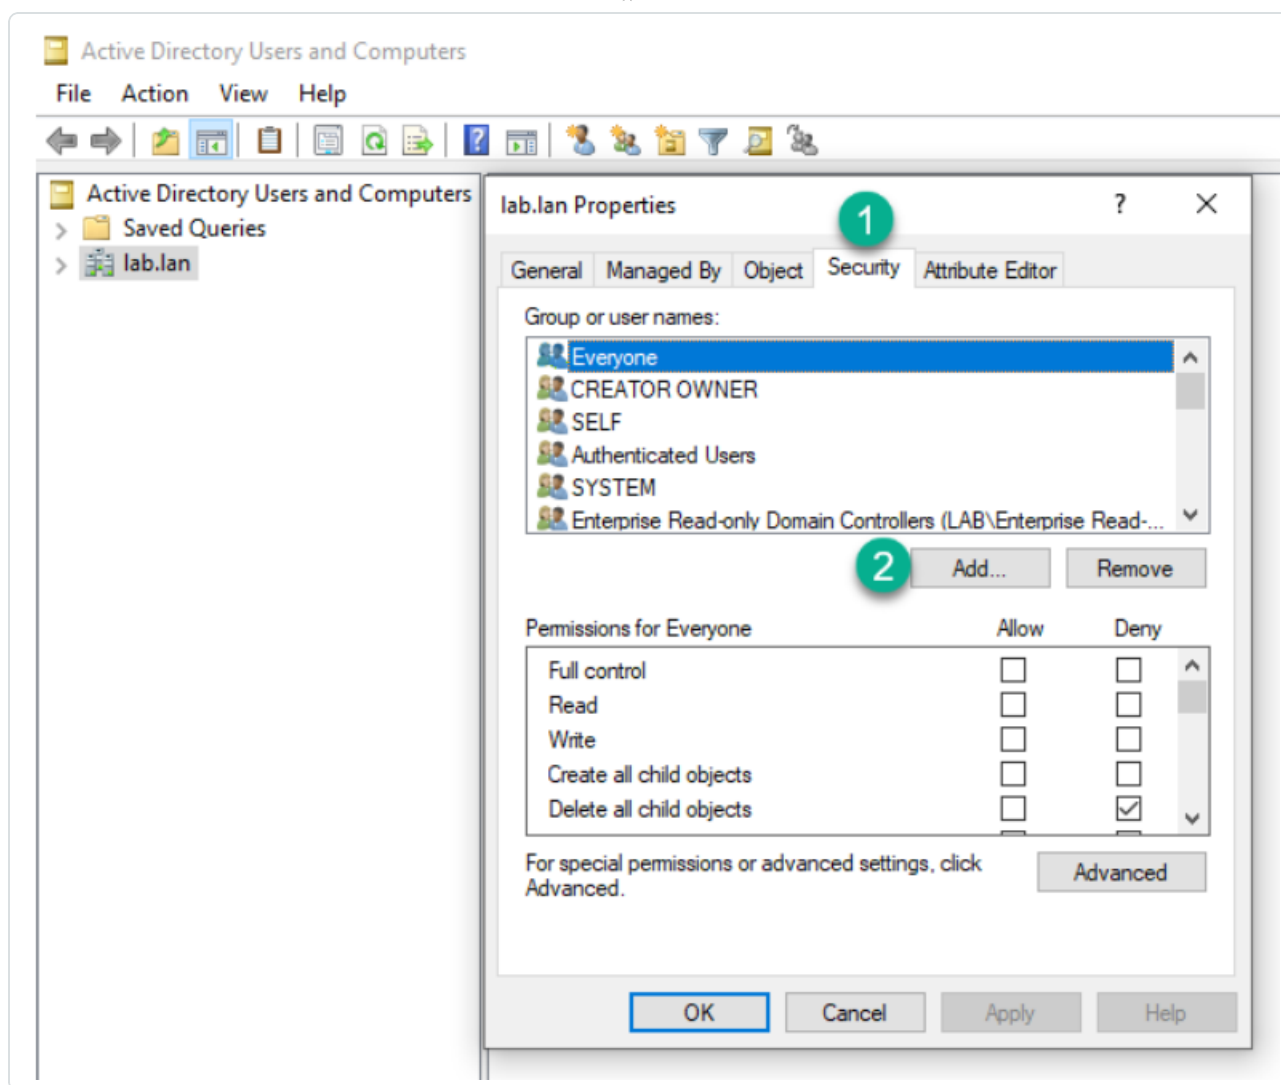 Active Directory Users and Computers
File Action View Help
Active Directory Users and Computers
Saved Queries
lab.lan
lab.lan Properties
?
1
General Managed By Object Security Attribute Editor
Group or user names:
Everyone
CREATOR OWNER
SELF
Authenticated Users
SYSTEM
Enterprise Read-only Domain Controllers (LAB\Enterprise Read-...
2 Add... Remove
Permissions for Everyone Allow Deny
Full control
Read
Write
Create all child objects
Delete all child objects
For special permissions or advanced settings, click
Advanced.
Advanced
OK Cancel Apply Help